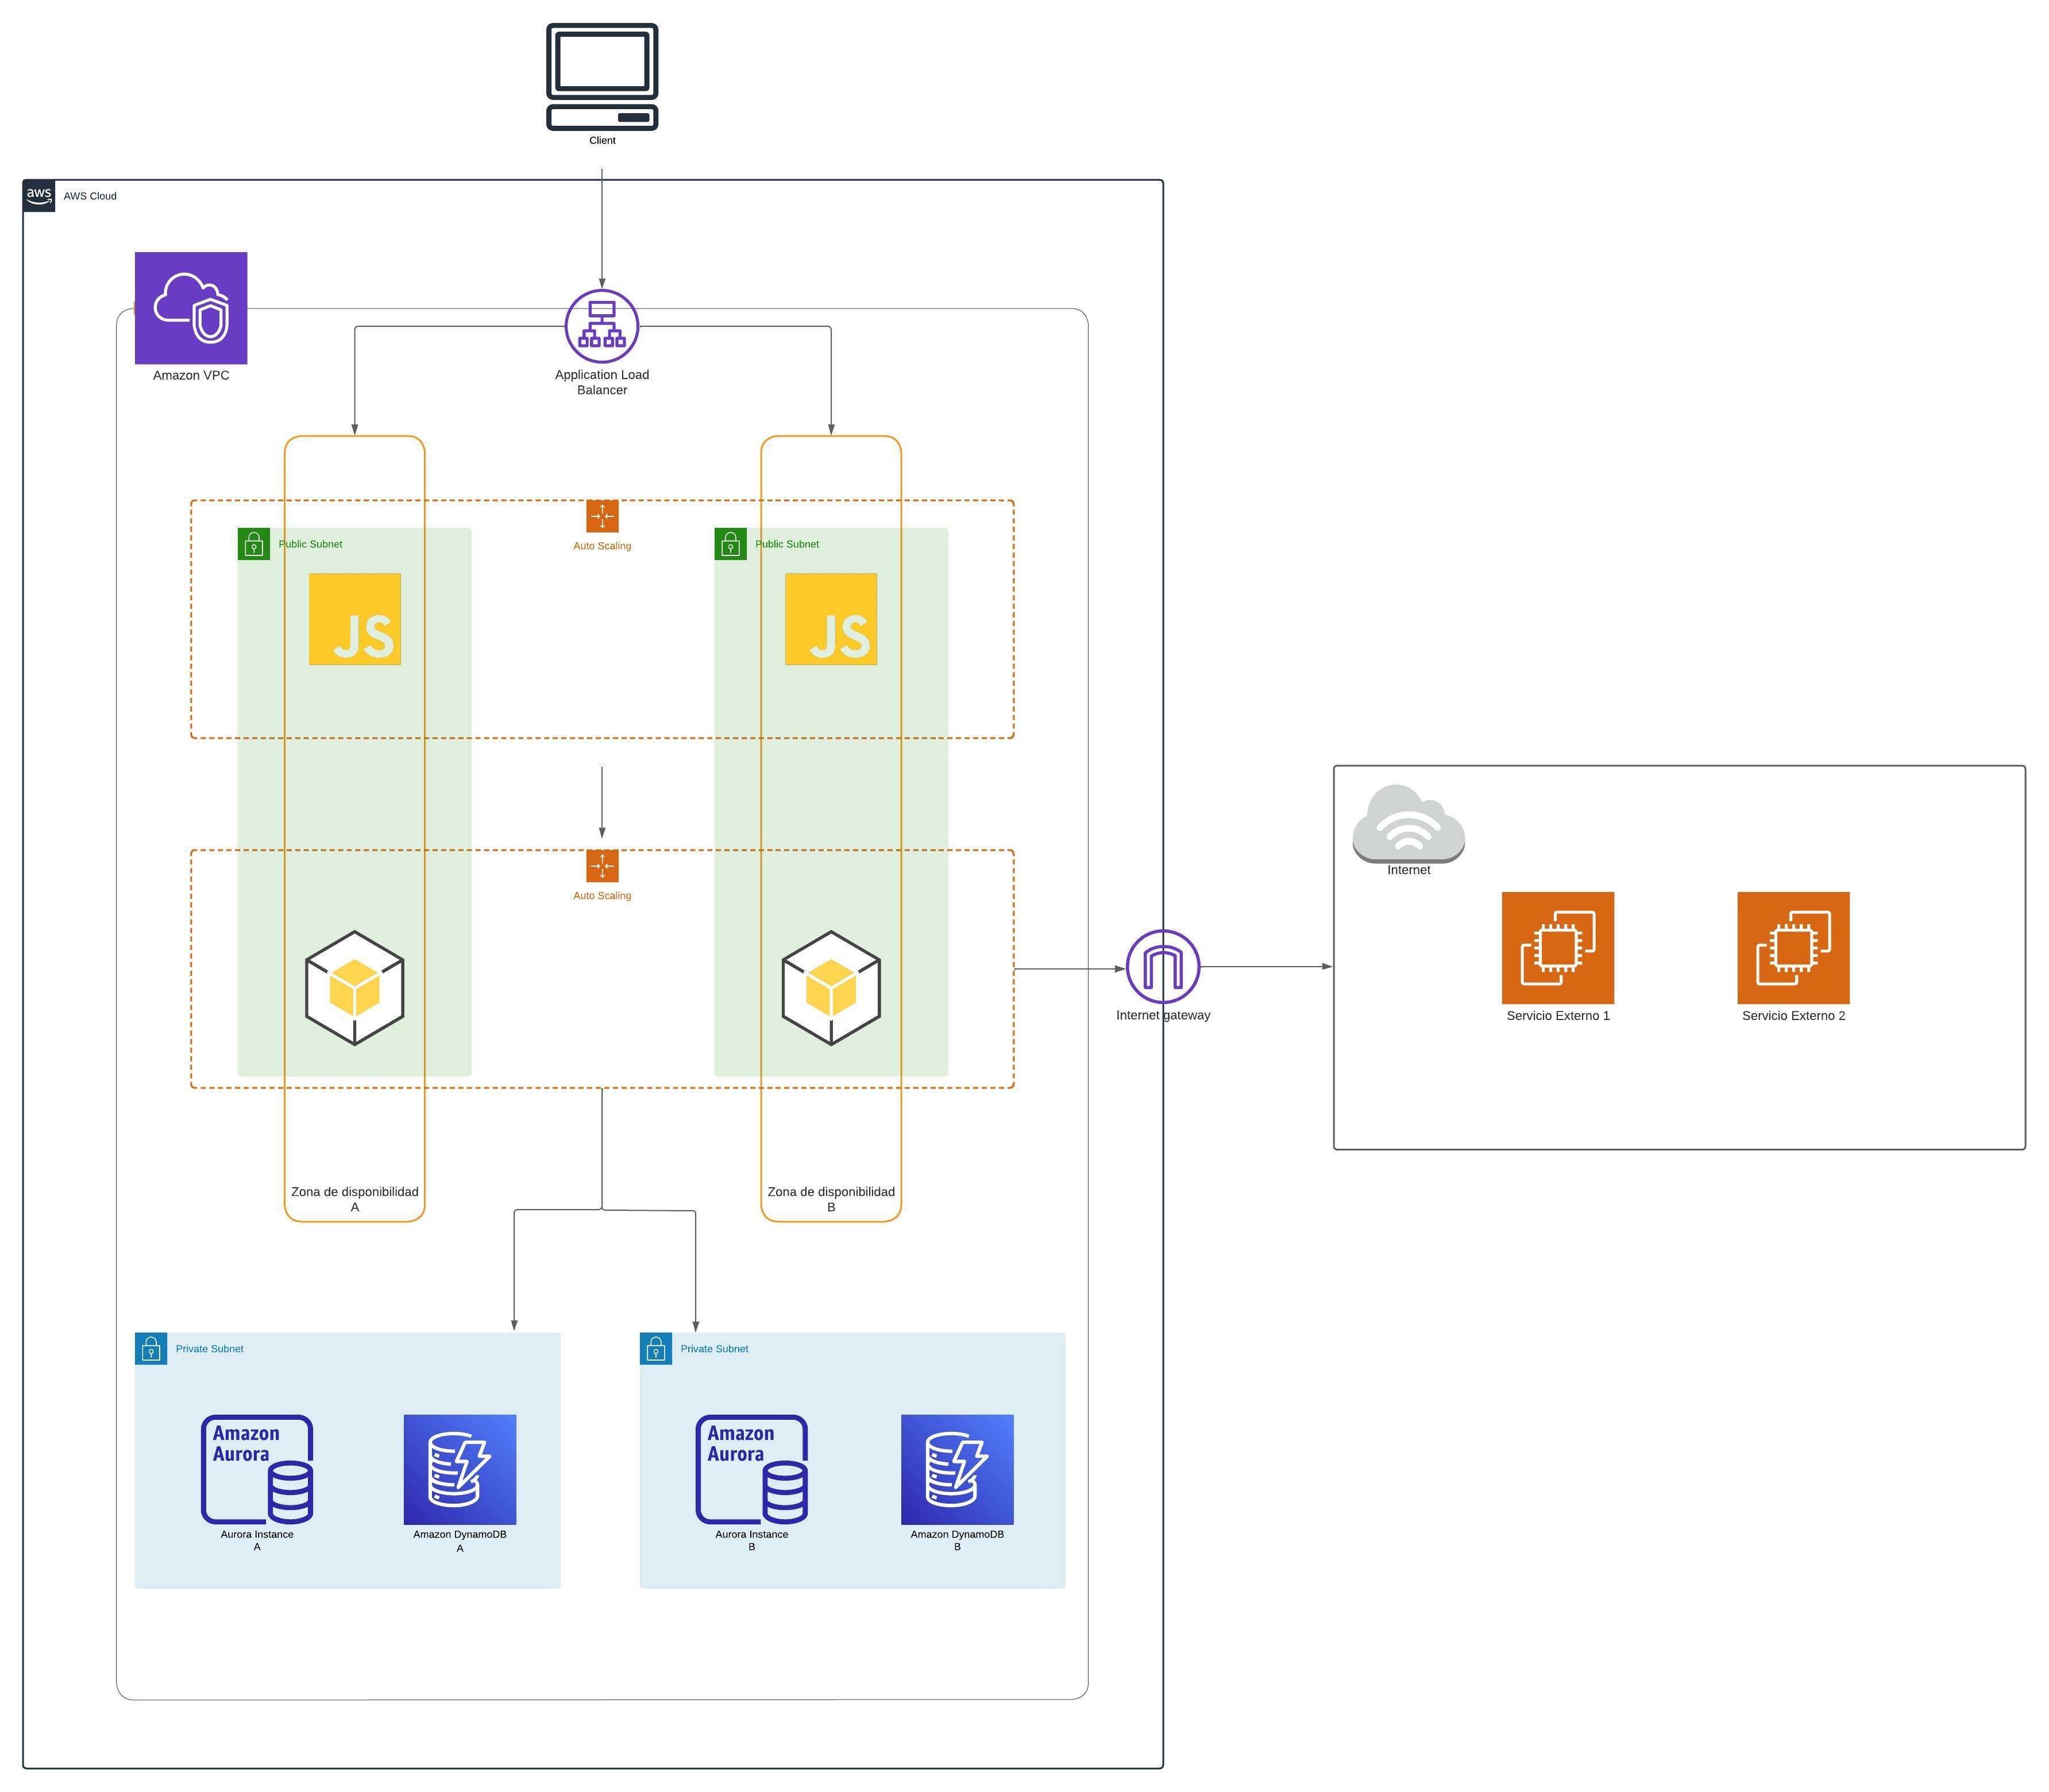 Client
aws
AWS Cloud
Amazon VPC
Application Load
Balancer
Auto Scaling
Public Subnet
Public Subnet
JS
JS
Auto Scaling
Internet
Internet gateway
Servicio Externo 1
Servicio Externo 2
Zona de disponibilidad
A
Zona de disponibilidad
B
Private Subnet
Private Subnet
Amazon
Aurora
Aurora Instance
A
Amazon DynamoDB
A
Amazon
Aurora
Aurora Instance
B
Amazon DynamoDB
B